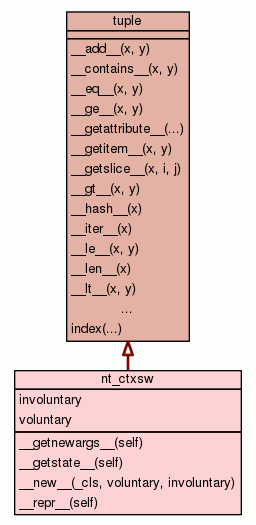 tuple
__add__(x, y)
__contains__(x, y)
__eq__(x, y)
__ge__(x, y)
__getattribute__(...)
__getitem__(x, y)
__getslice__(x, i, j)
__gt__(x, y)
__hash__(x)
__iter__(x)
__le__(x, y)
__len__(x)
__lt__(x, y)
...
index(...)
nt_ctxsw
involuntary
voluntary
__getnewargs__(self)
__getstate__(self)
__new__(_cls, voluntary, involuntary)
__repr__(self)